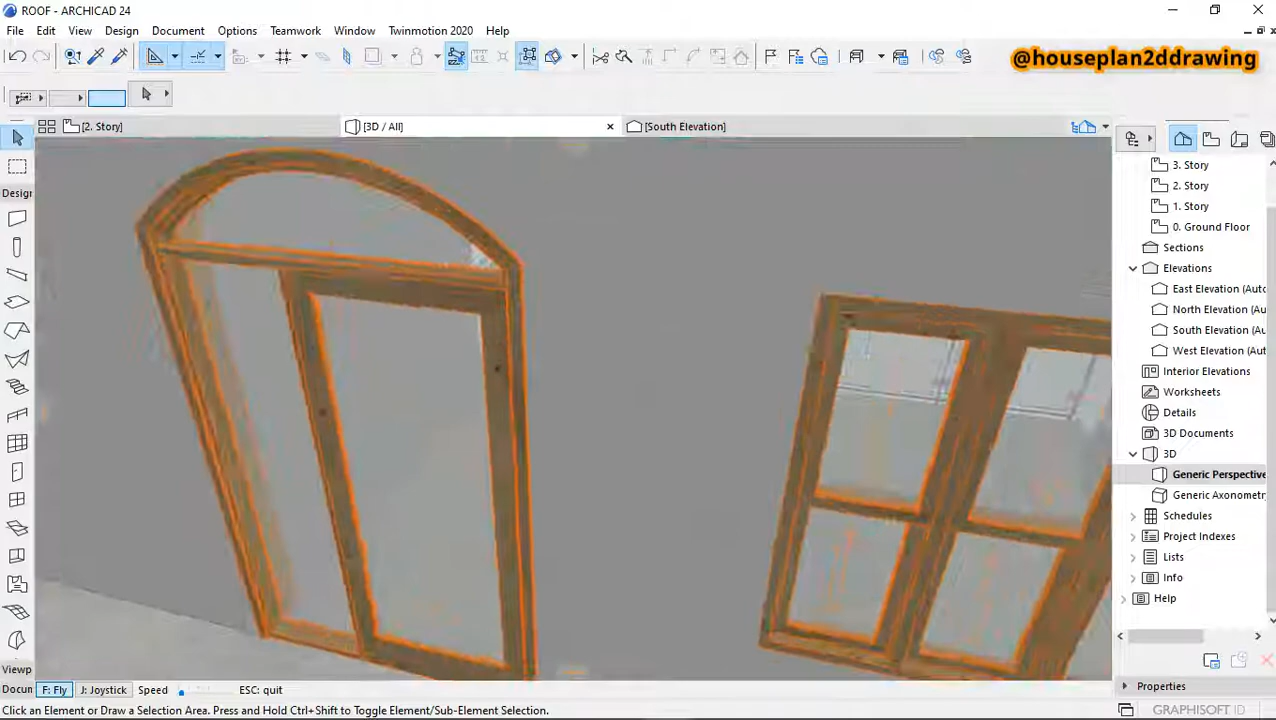 ROOF - ARCHICAD 24
File Edit View Design Document Options Teamwork Twinmotion 2020 Window Help
@houseplan2ddrawing
[2. Story]
[3D / All]
[South Elevation]
Desigr
3. Story
2. Story
1. Story
0. Ground Floor
Sections
Elevations
East Elevation (Auto
North Elevation (Au
South Elevation (Au
West Elevation (Aut
Interior Elevations
Worksheets
Details
3D Documents
3D
Generic Perspective
Generic Axonometr
Schedules
Project Indexes
Lists
Info
Help
Viewp
Docun
F: Fly
J: Joystick
Speed
ESC: quit
Properties
Click an Element or Draw a Selection Area. Press and Hold Ctrl+Shift to Toggle Element/Sub-Element Selection.
GRAPHISOFT ID